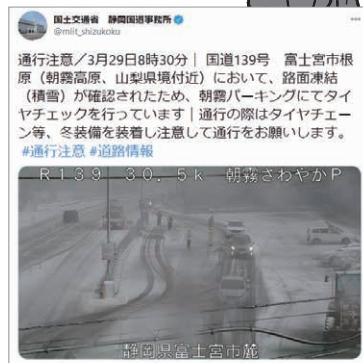 国土交通省 静岡国道事務所
@mlit_shizukoku
通行注意／3月29日8時30分｜ 国道139号 富士宮市根
原（朝霧高原、山梨県境付近）において、路面凍結
（積雪）が確認されたため、朝霧パーキングにてタイ
ヤチェックを行っています｜通行の際はタイヤチェー
ン等、冬装備を装着し注意して通行をお願いします。
#通行注意 #道路情報
R139 30.5k 朝霧さわやかP
静岡県富士宮市麓